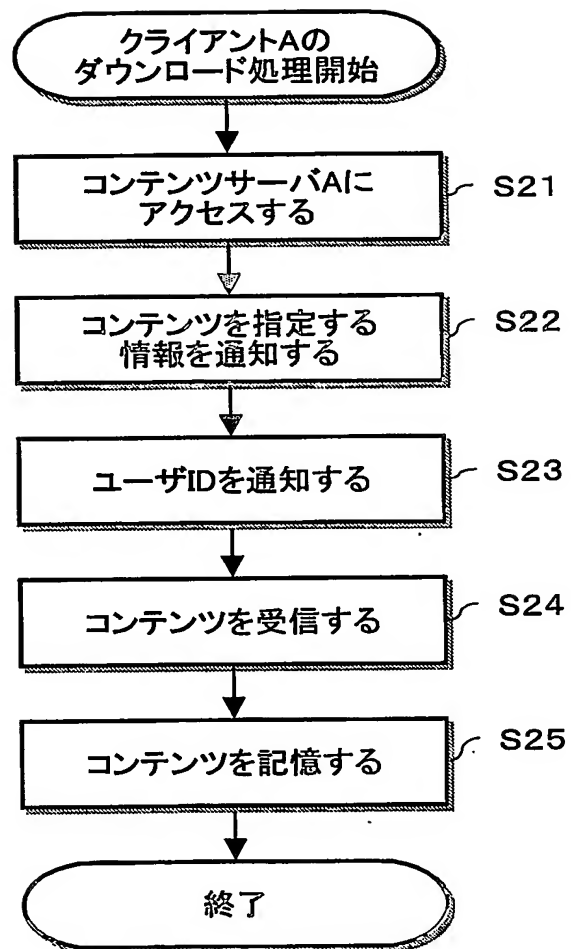 クライアントAの
ダウンロード処理開始
コンテンツサーバAに
アクセスする
S21
コンテンツを指定する
情報を通知する
S22
ユーザIDを通知する
S23
コンテンツを受信する
S24
コンテンツを記憶する
S25
終了